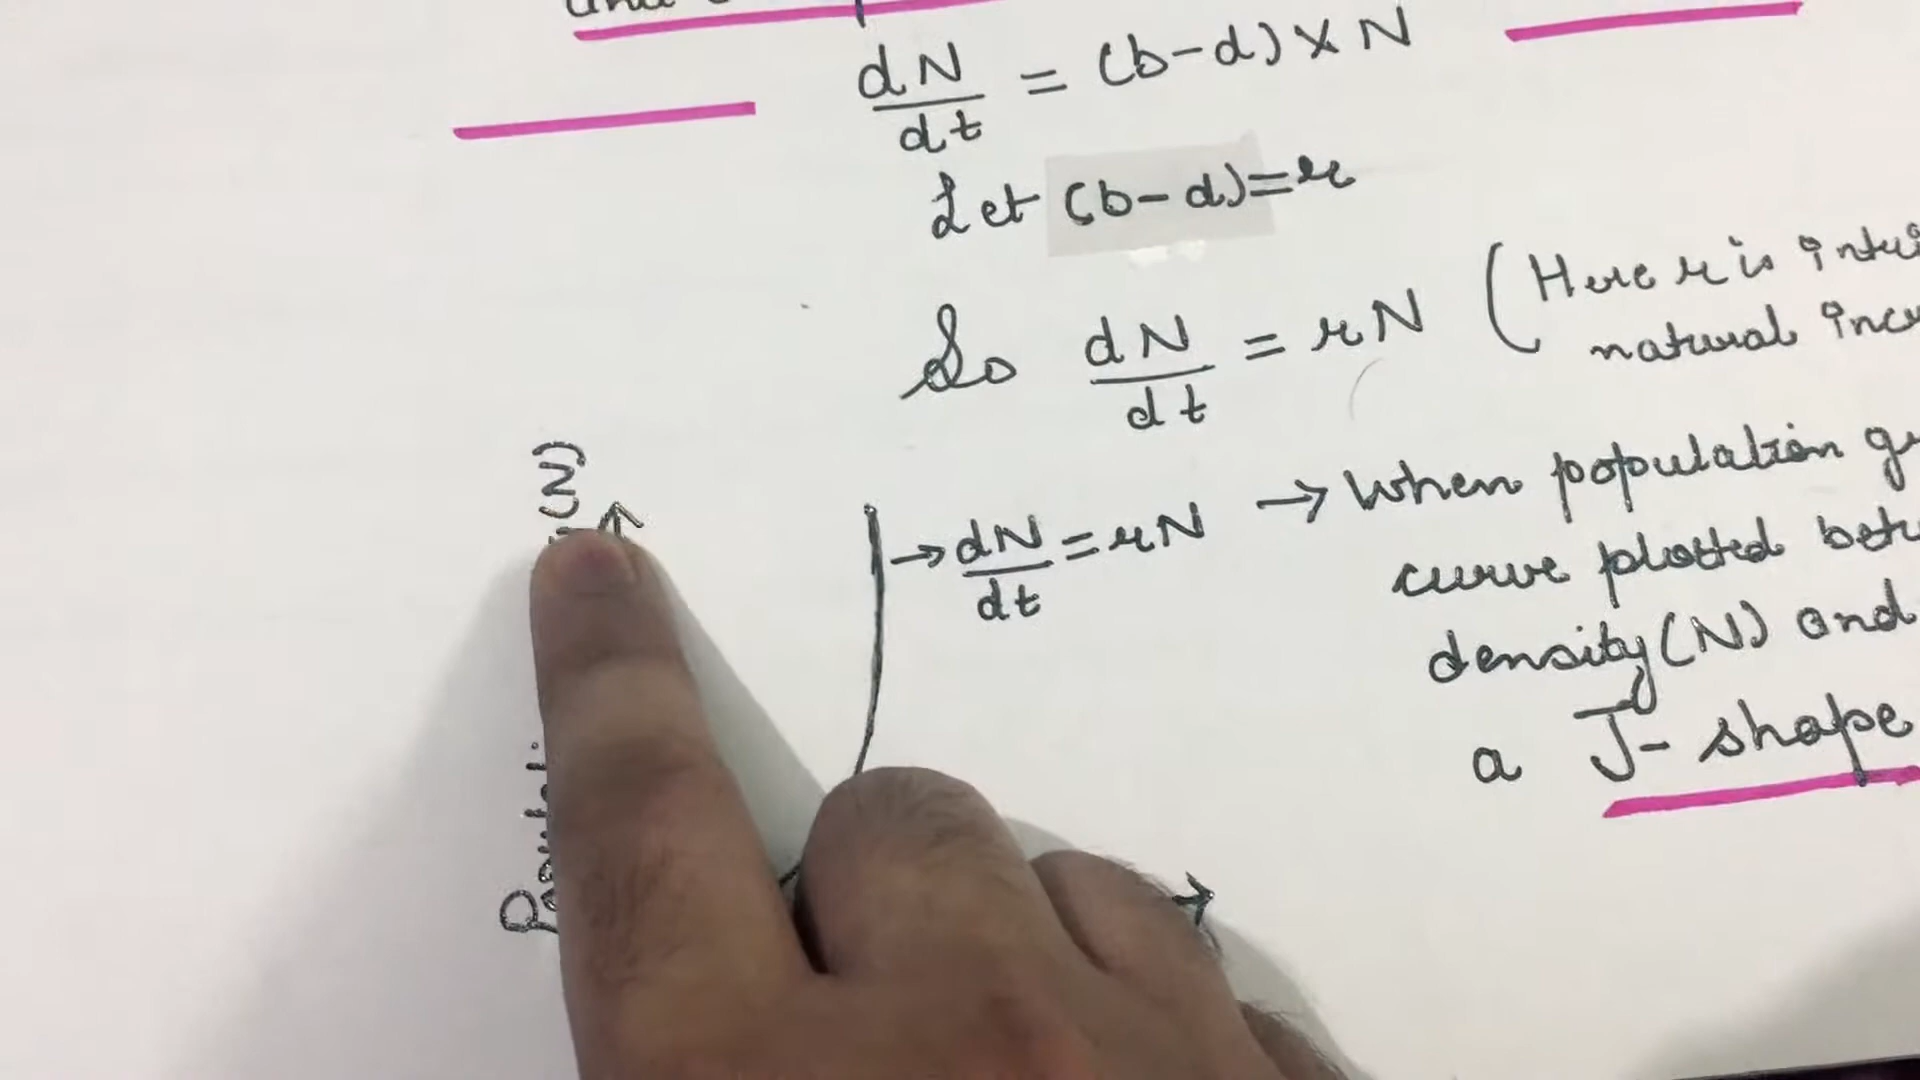 dN/dt = (b-d) x N
Let (b-d)=r
So dN/dt = rN (Here r is
natural
(N)
→ dN/dt = rN
→ When population
curve plotted
density (N) and
a J- shape